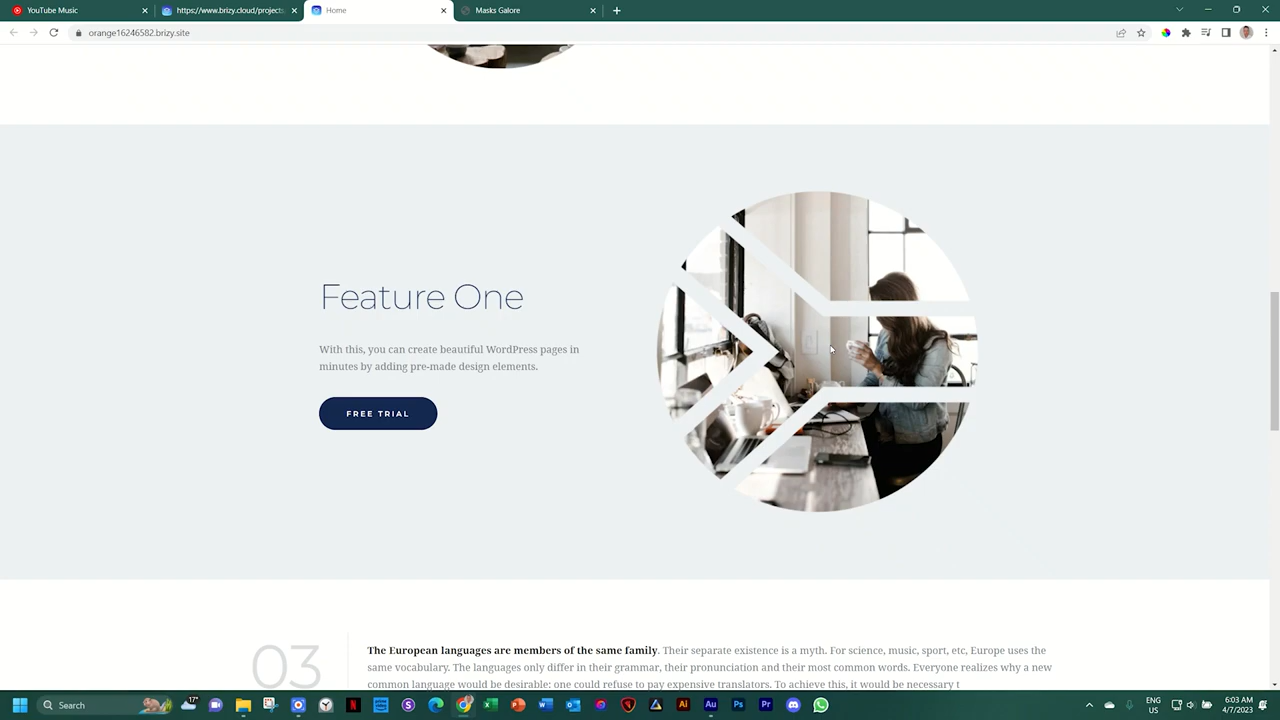 YouTube Music
https://www.brizy.cloud/projects
Home
Masks Galore
orange16246582.brizy.site
Feature One
With this, you can create beautiful WordPress pages in
minutes by adding pre-made design elements.
FREE TRIAL
03
The European languages are members of the same family. Their separate existence is a myth. For science, music, sport, etc, Europe uses the
same vocabulary. The languages only differ in their grammar, their pronunciation and their most common words. Everyone realizes why a new
common language would be desirable: one could refuse to pay expensive translators. To achieve this, it would be necessary t
Search
17°
ENG
US
6:03 AM
4/7/2023